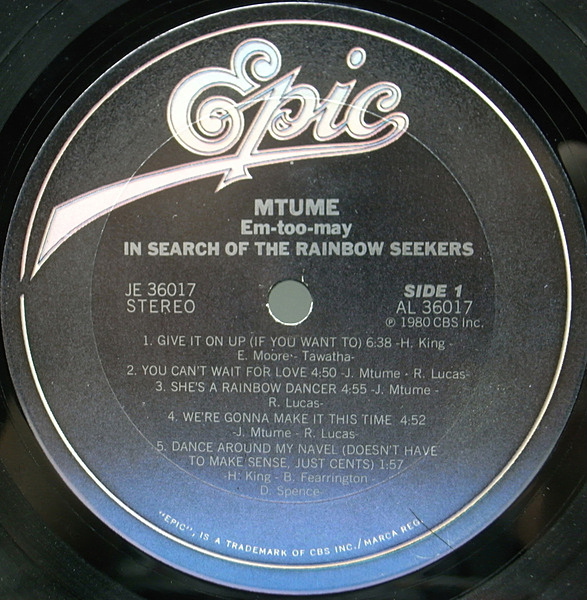 Epic
MTUME
Em-too-may
IN SEARCH OF THE RAINBOW SEEKERS
JE 36017
STEREO
SIDE 1
AL 36017
℗ 1980 CBS Inc.
1. GIVE IT ON UP (IF YOU WANT TO) 6:38 -H. King -
E. Moore- - Tawatha-
2. YOU CAN'T WAIT FOR LOVE 4:50 -J. Mtume - R. Lucas-
3. SHE'S A RAINBOW DANCER 4:55 -J. Mtume -
R. Lucas-
4. WE'RE GONNA MAKE IT THIS TIME 4:52
-J. Mtume - R. Lucas-
5. DANCE AROUND MY NAVEL (DOESN'T HAVE
TO MAKE SENSE, JUST CENTS) 1:57
-H. King - B. Fearrington -
D. Spence-
"EPIC", IS A TRADEMARK OF CBS INC./MARCA REG.